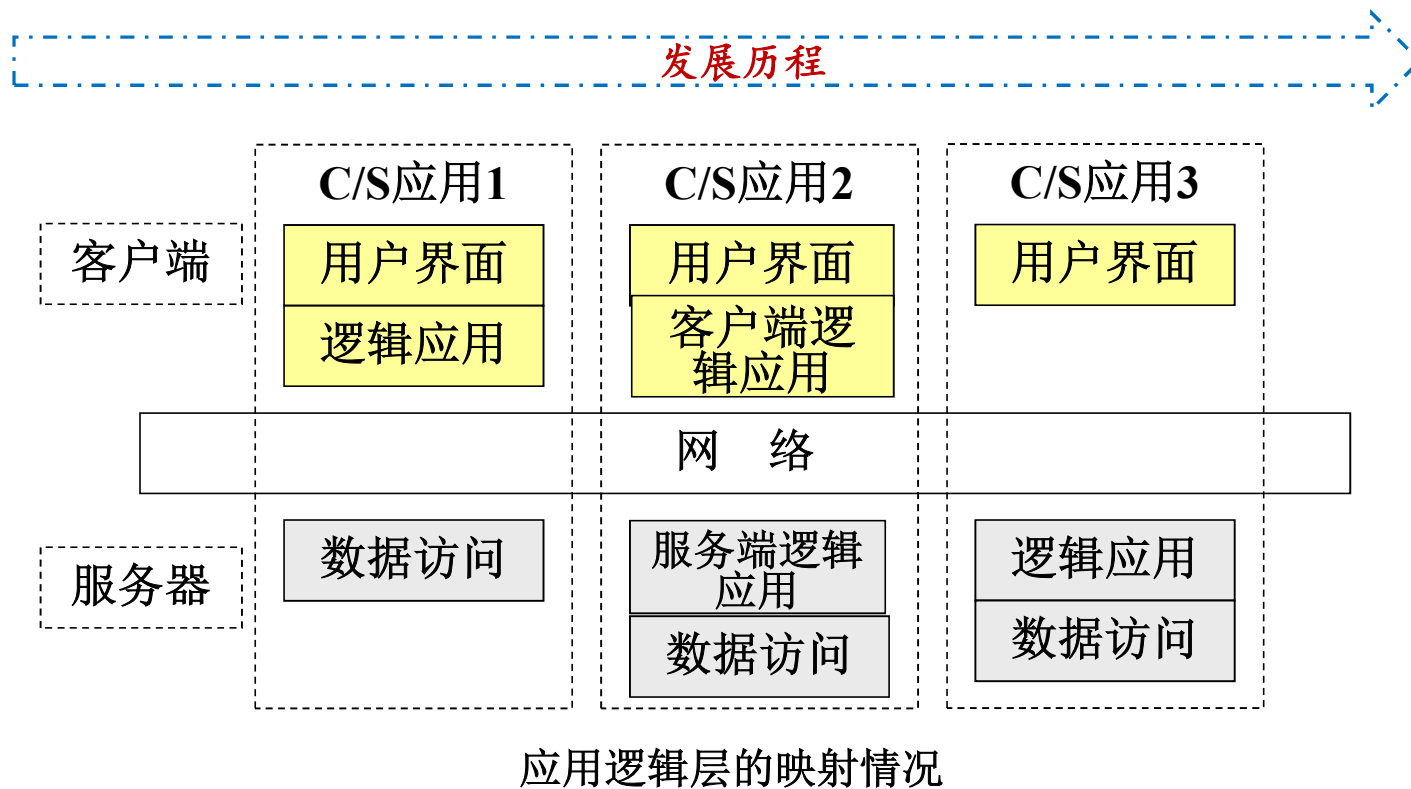 发展历程
C/S应用1
C/S应用2
C/S应用3
客户端
用户界面
用户界面
用户界面
逻辑应用
客户端逻
辑应用
网 络
服务器
数据访问
服务端逻辑
应用
数据访问
逻辑应用
数据访问
应用逻辑层的映射情况